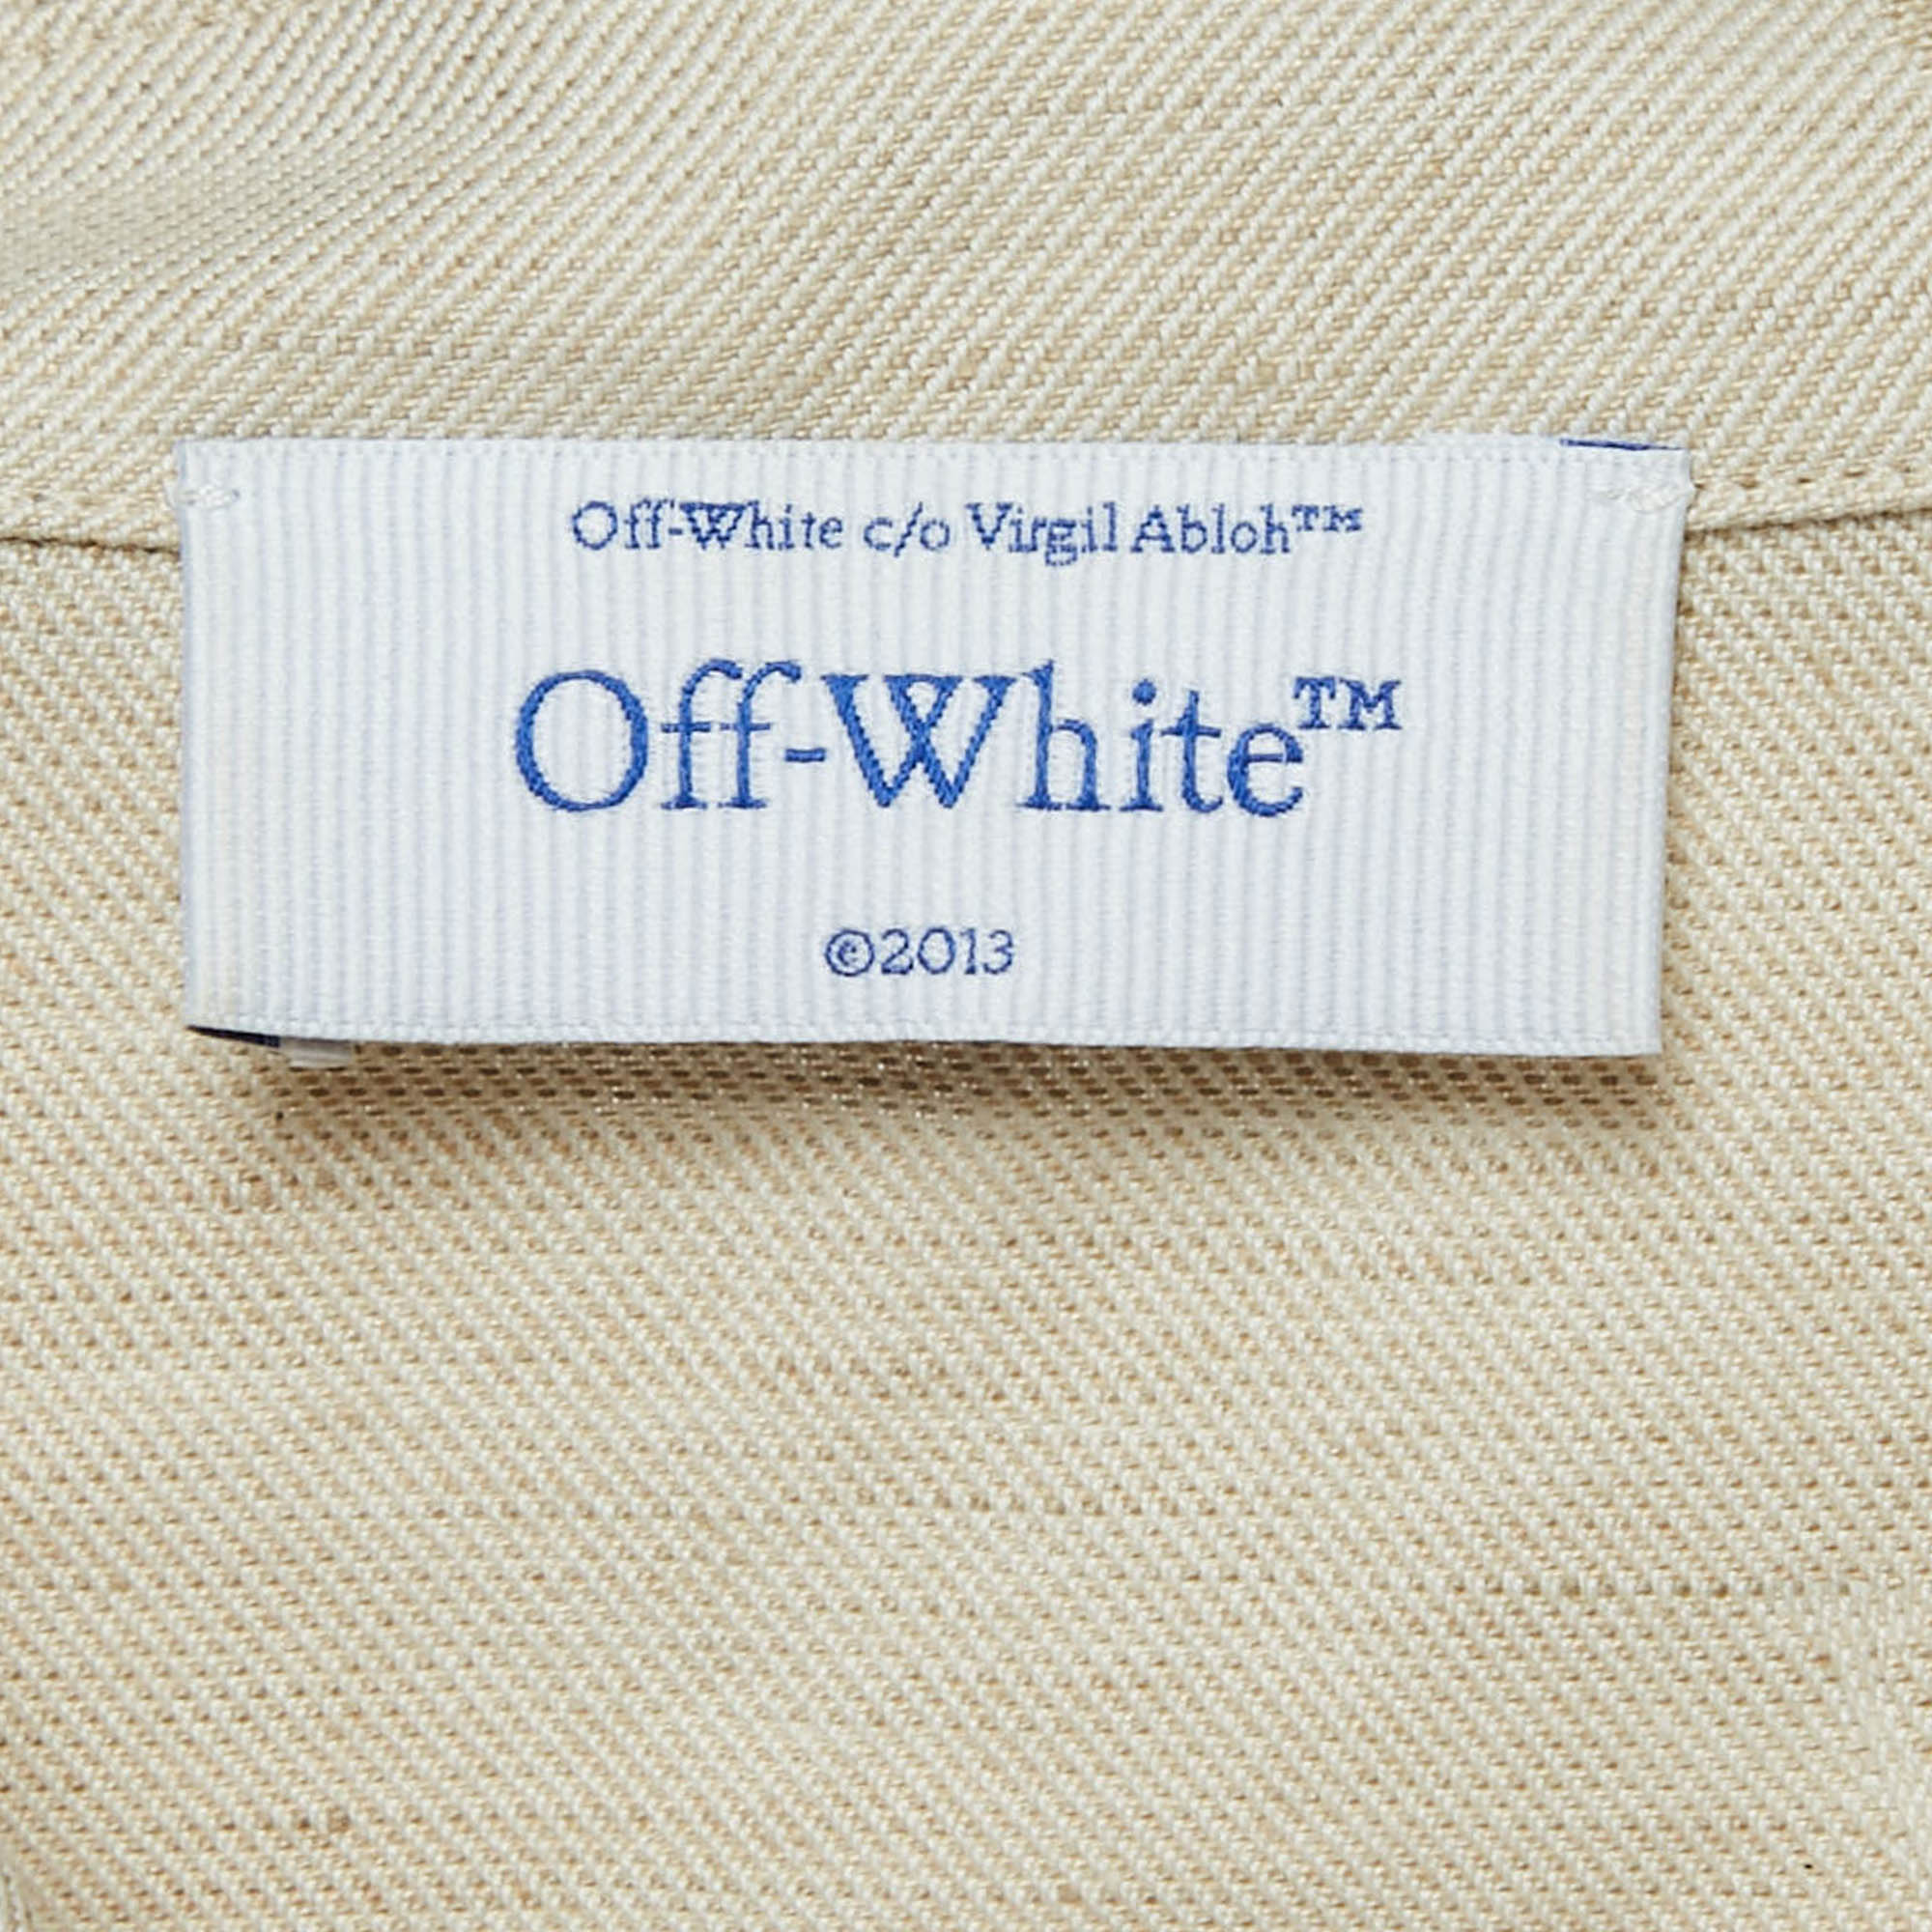 Off-White c/o Virgil Abloh™
Off-White™
©2013